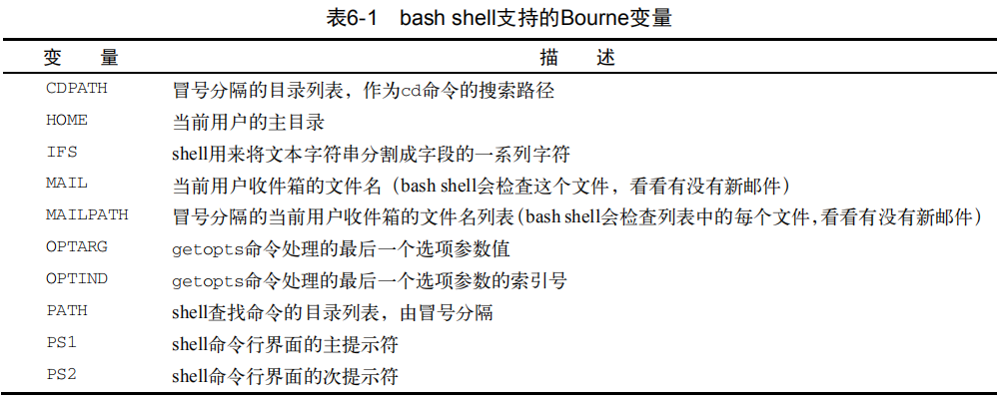 表6-1 bash shell支持的Bourne变量
变 量 描 述
CDPATH 冒号分隔的目录列表，作为cd命令的搜索路径
HOME 当前用户的主目录
IFS shell用来将文本字符串分割成字段的一系列字符
MAIL 当前用户收件箱的文件名（bash shell会检查这个文件，看看有没有新邮件）
MAILPATH 冒号分隔的当前用户收件箱的文件名列表（bash shell会检查列表中的每个文件，看看有没有新邮件）
OPTARG getopts命令处理的最后一个选项参数值
OPTIND getopts命令处理的最后一个选项参数的索引号
PATH shell查找命令的目录列表，由冒号分隔
PS1 shell命令行界面的主提示符
PS2 shell命令行界面的次提示符